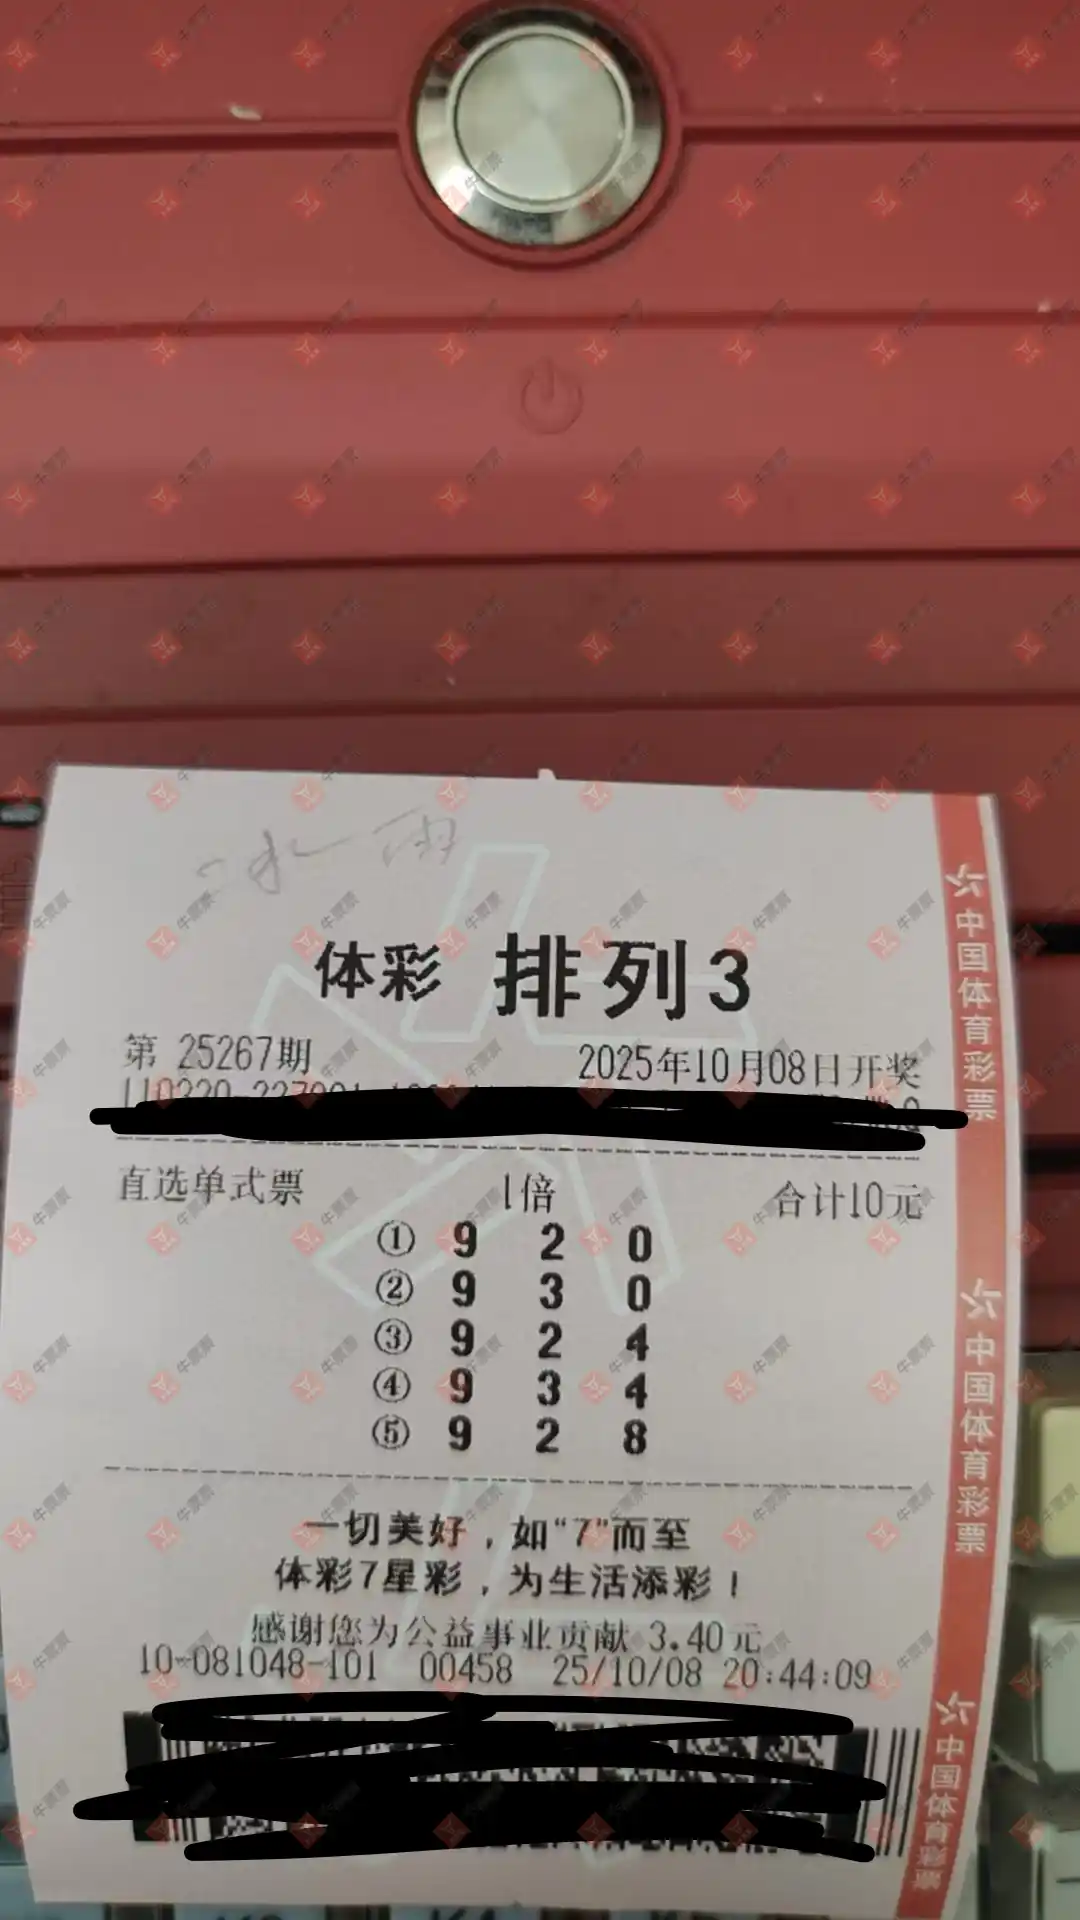 体彩 排列3
第 25267期 2025年10月08日开奖
直选单式票 1倍 合计10元
① 9 2 0
② 9 3 0
③ 9 2 4
④ 9 3 4
⑤ 9 2 8
一切美好，如“7”而至
体彩7星彩，为生活添彩！
感谢您为公益事业贡献 3.40元
10-081048-101 00458 25/10/08 20:44:09
中国体育彩票
中国体育彩票
中国体育彩票
牛票票